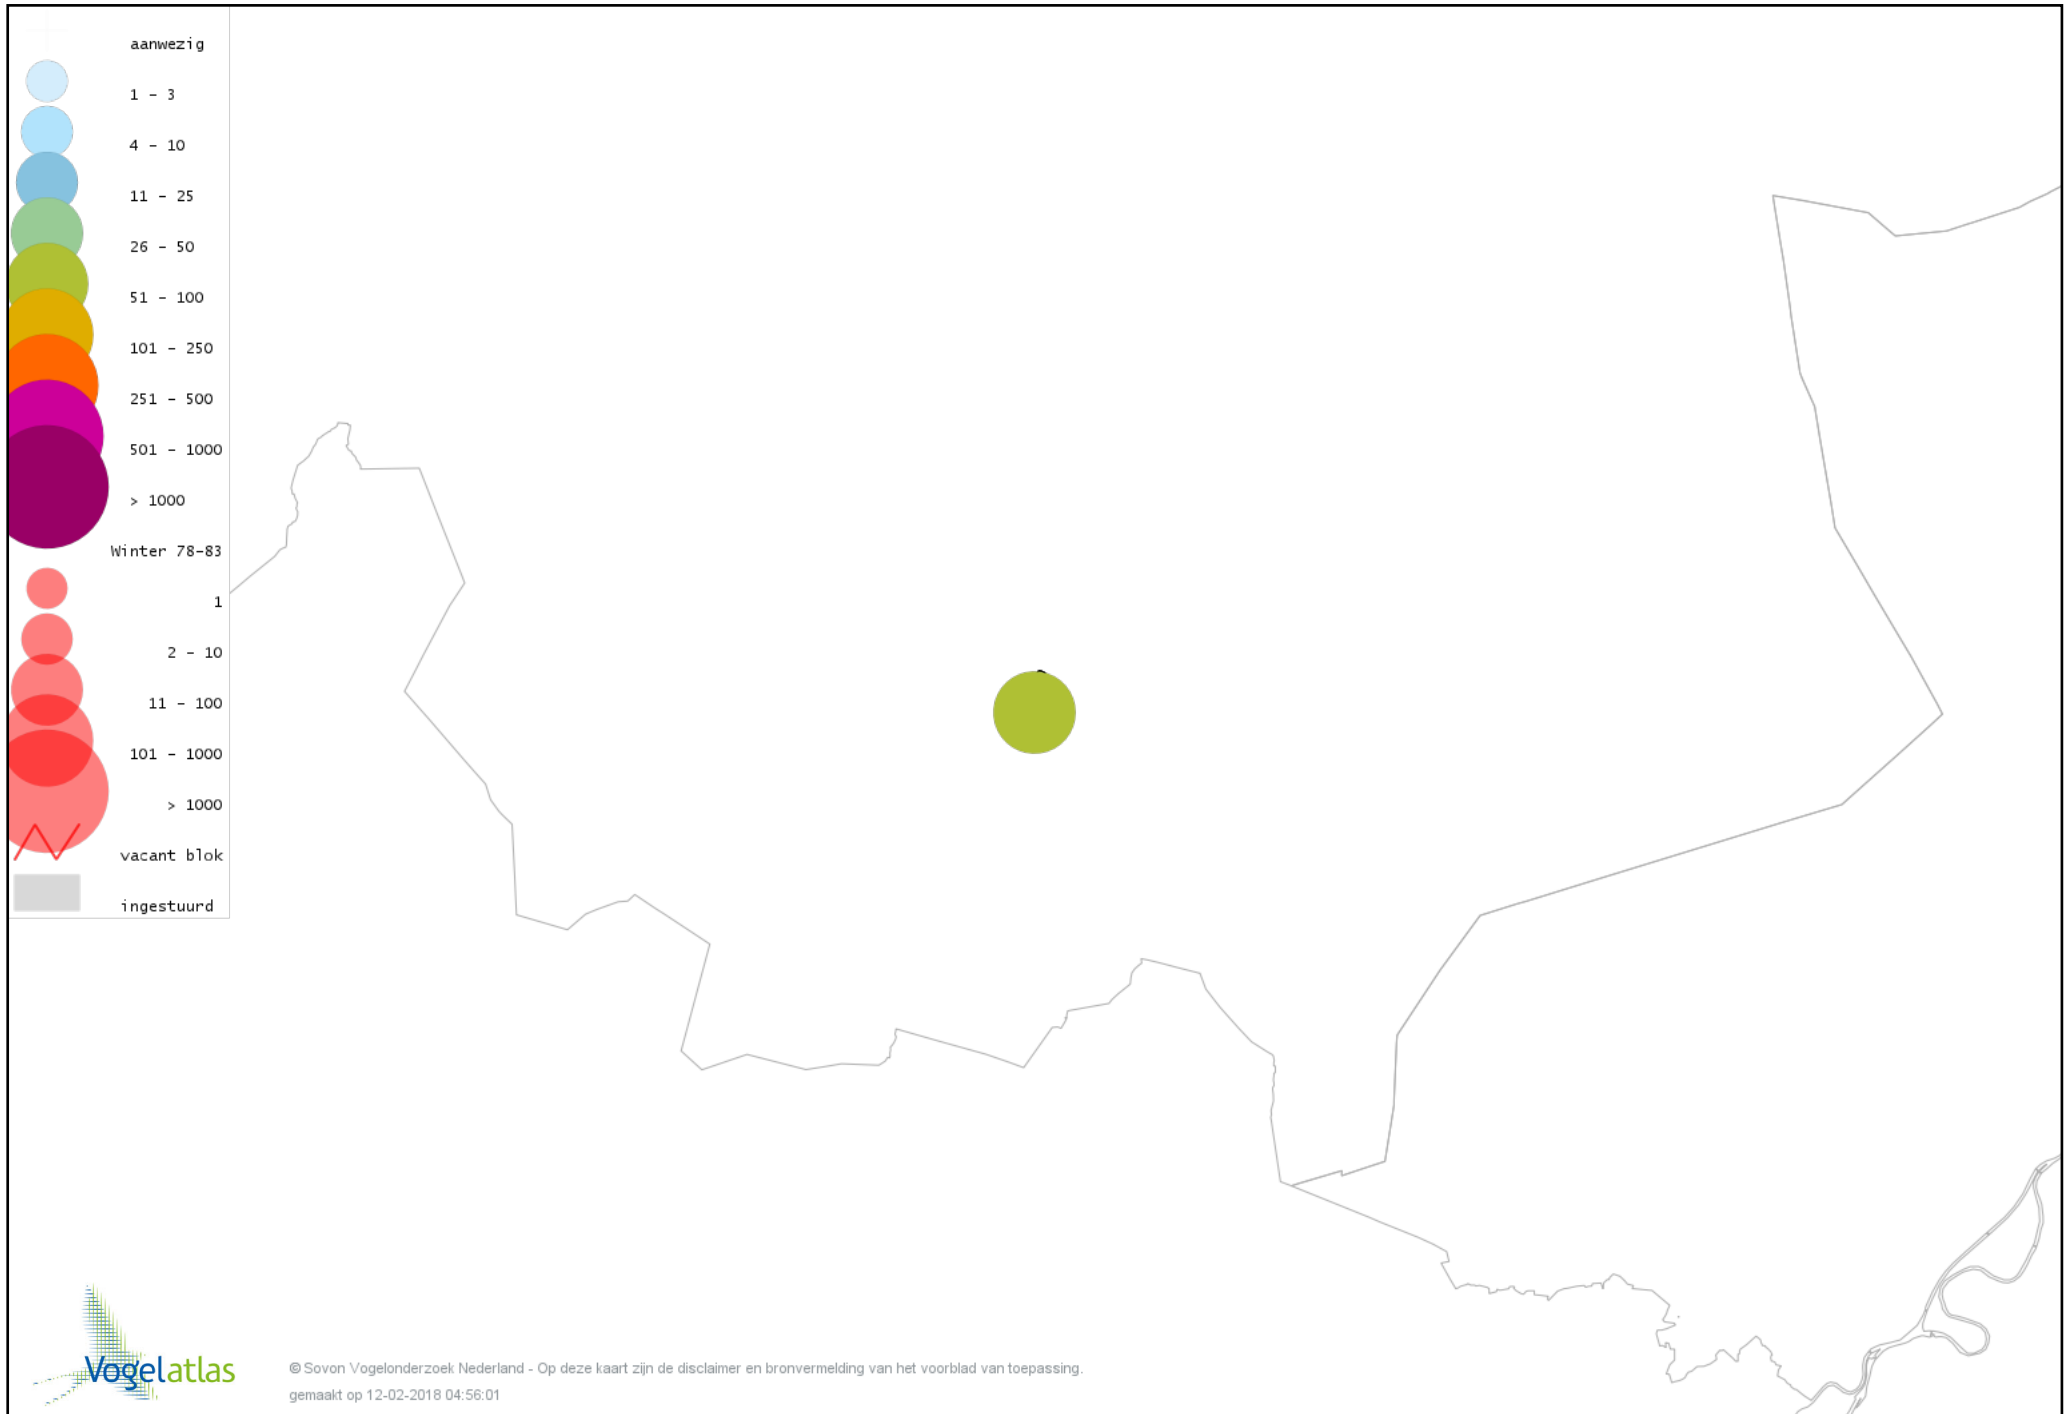 aanwezig
1 - 3
4 - 10
11 - 25
26 - 50
51 - 100
101 - 250
251 - 500
501 - 1000
> 1000
Winter 78-83
1
2 - 10
11 - 100
101 - 1000
> 1000
vacant blok
ingestuurd
Vogelatlas
© Sovon Vogelonderzoek Nederland - Op deze kaart zijn de disclaimer en bronvermelding van het voorblad van toepassing.
gemaakt op 12-02-2018 04:56:01